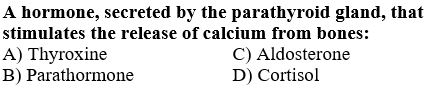 A hormone, secreted by the parathyroid gland, that
stimulates the release of calcium from bones:
A) Thyroxine C) Aldosterone
B) Parathormone D) Cortisol